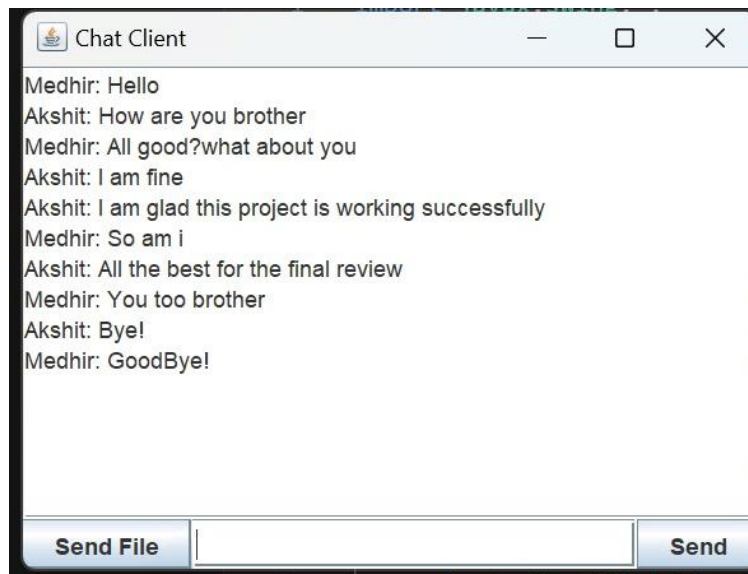 Chat Client
Medhir: Hello
Akshit: How are you brother
Medhir: All good?what about you
Akshit: I am fine
Akshit: I am glad this project is working successfully
Medhir: So am i
Akshit: All the best for the final review
Medhir: You too brother
Akshit: Bye!
Medhir: GoodBye!
Send File
Send